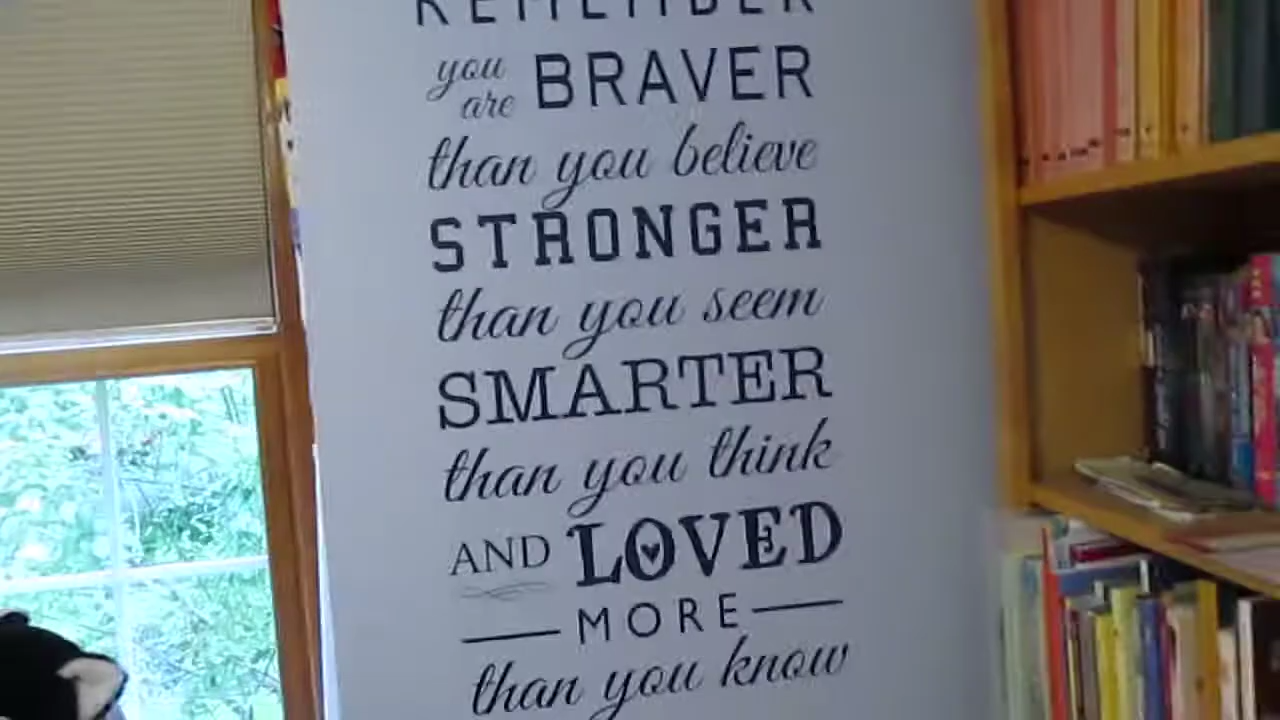 REMEMBER
you are BRAVER
than you believe
STRONGER
than you seem
SMARTER
than you think
AND LOVED
MORE
than you know